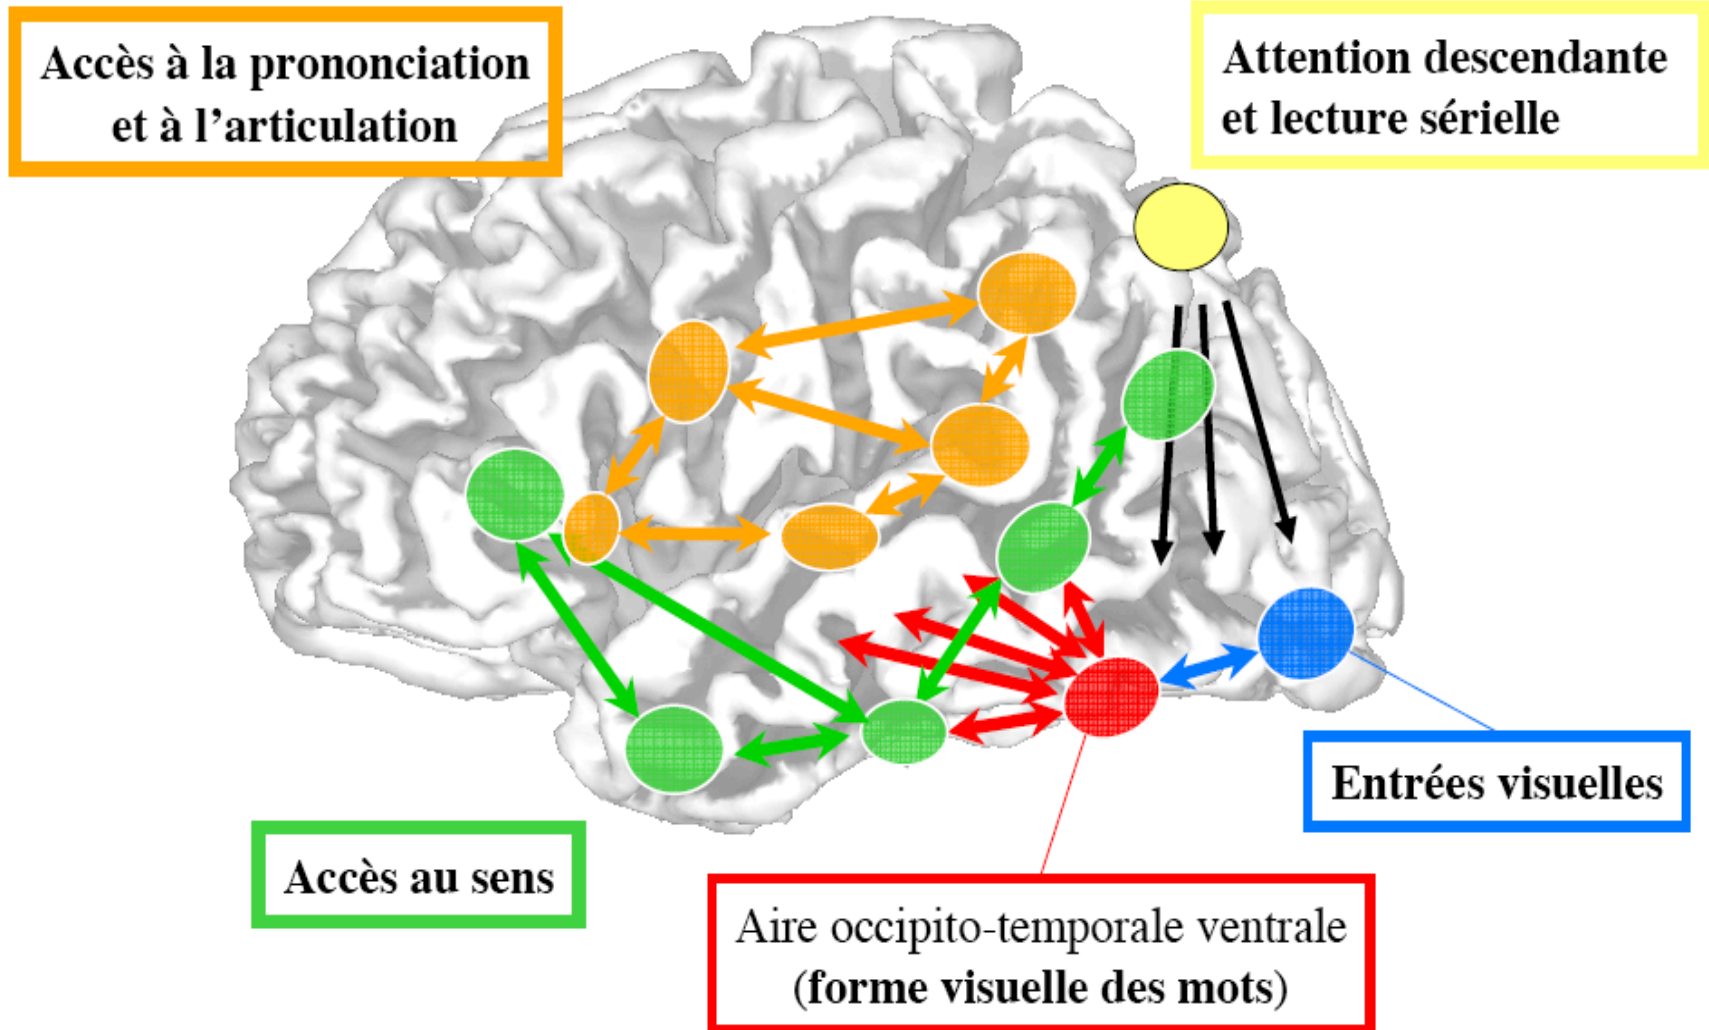 Accès à la prononciation
et à l’articulation
Attention descendante
et lecture sérielle
Entrées visuelles
Accès au sens
Aire occipito-temporale ventrale
(forme visuelle des mots)